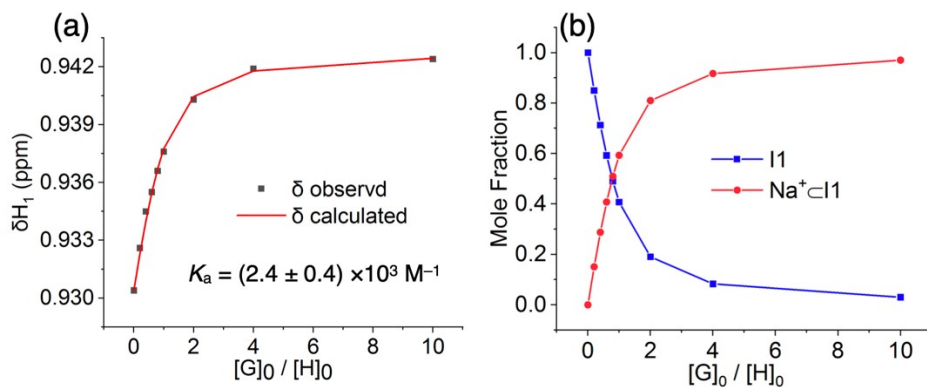 (a)
0.942
0.939
0.936
0.933
0.930
δH₁ (ppm)
δ observd
δ calculated
Kₐ = (2.4 ± 0.4) ×10³ M⁻¹
0 2 4 6 8 10
[G]0 / [H]0
(b)
1.0
0.8
0.6
0.4
0.2
0.0
Mole Fraction
I1
Na⁺⊂I1
0 2 4 6 8 10
[G]₀ / [H]₀